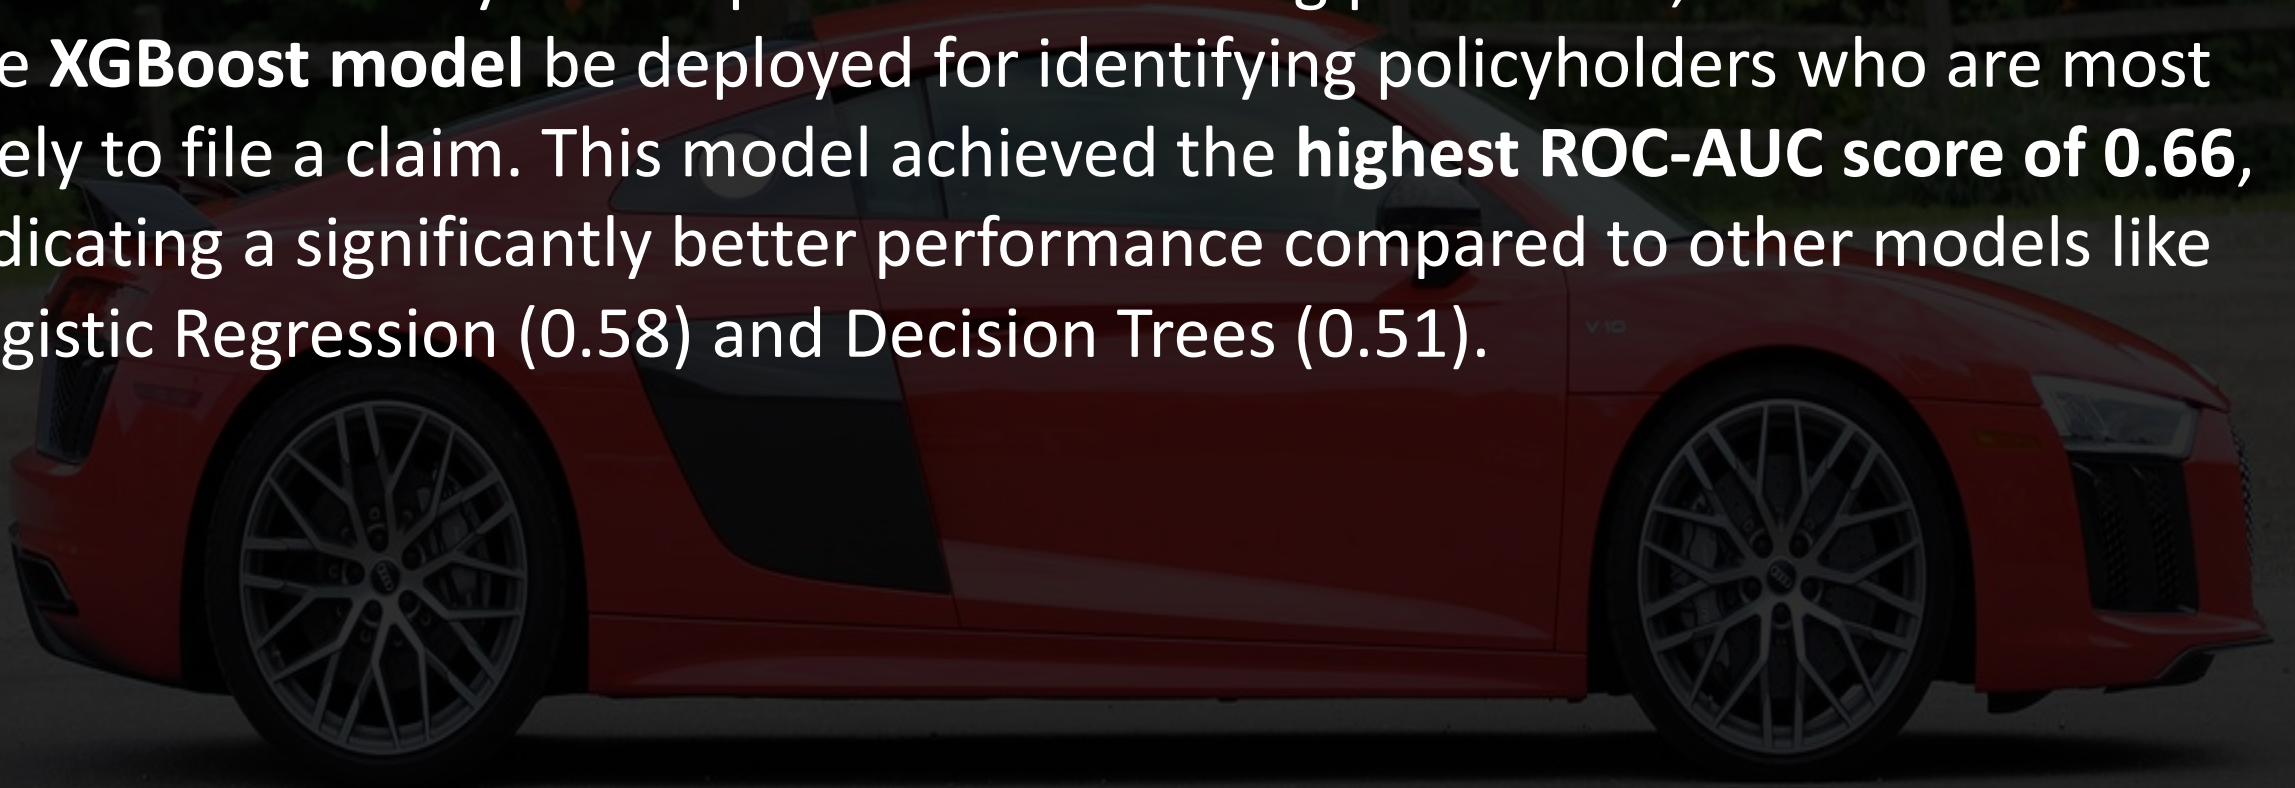 e XGBoost model be deployed for identifying policyholders who are most
ely to file a claim. This model achieved the highest ROC-AUC score of 0.66,
dicating a significantly better performance compared to other models like
gistic Regression (0.58) and Decision Trees (0.51).
V10